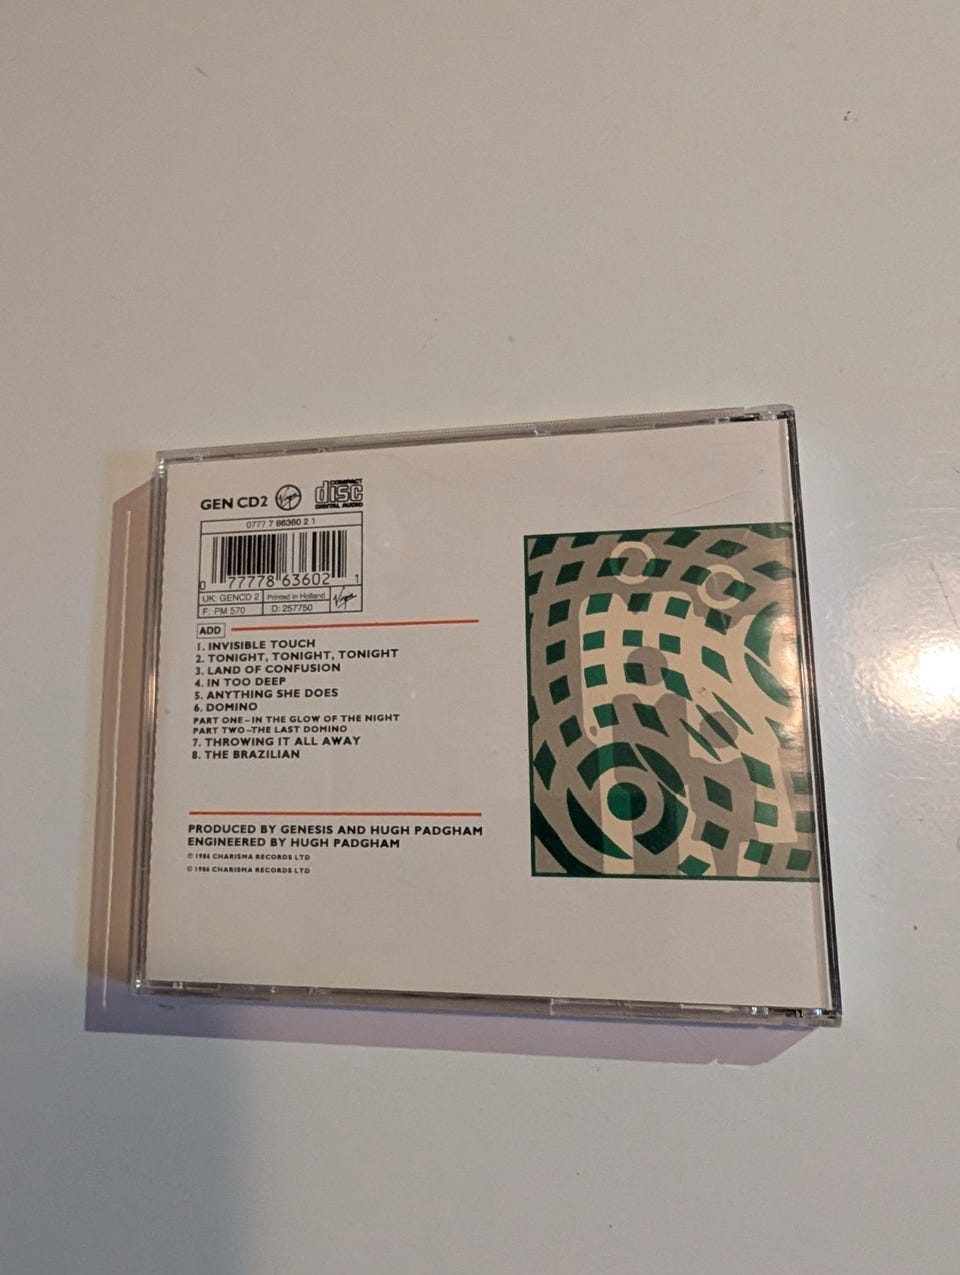 GEN CD2 Virgin COMPACT disc DIGITAL AUDIO
0777 7 86360 2 1
0 77778 63602 1
UK: GENCD 2 Printed in Holland Virgin
F: PM 570 D: 257750
ADD
1. INVISIBLE TOUCH
2. TONIGHT, TONIGHT, TONIGHT
3. LAND OF CONFUSION
4. IN TOO DEEP
5. ANYTHING SHE DOES
6. DOMINO
PART ONE–IN THE GLOW OF THE NIGHT
PART TWO–THE LAST DOMINO
7. THROWING IT ALL AWAY
8. THE BRAZILIAN
PRODUCED BY GENESIS AND HUGH PADGHAM
ENGINEERED BY HUGH PADGHAM
℗ 1986 CHARISMA RECORDS LTD
© 1986 CHARISMA RECORDS LTD